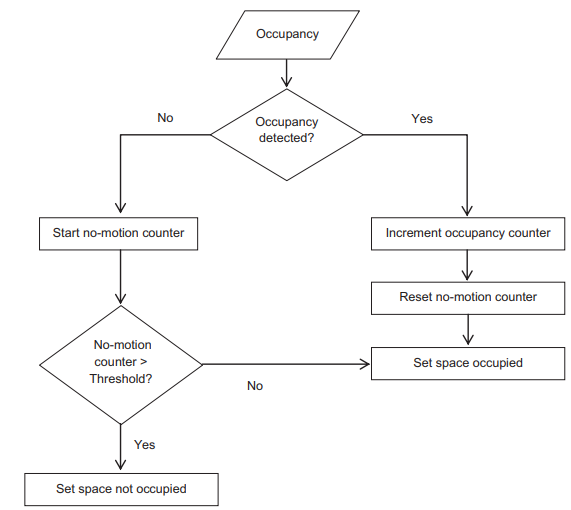 Occupancy
Occupancy
detected?
No
Yes
Start no-motion counter
Increment occupancy counter
Reset no-motion counter
No-motion
counter >
Threshold?
Set space occupied
No
Yes
Set space not occupied